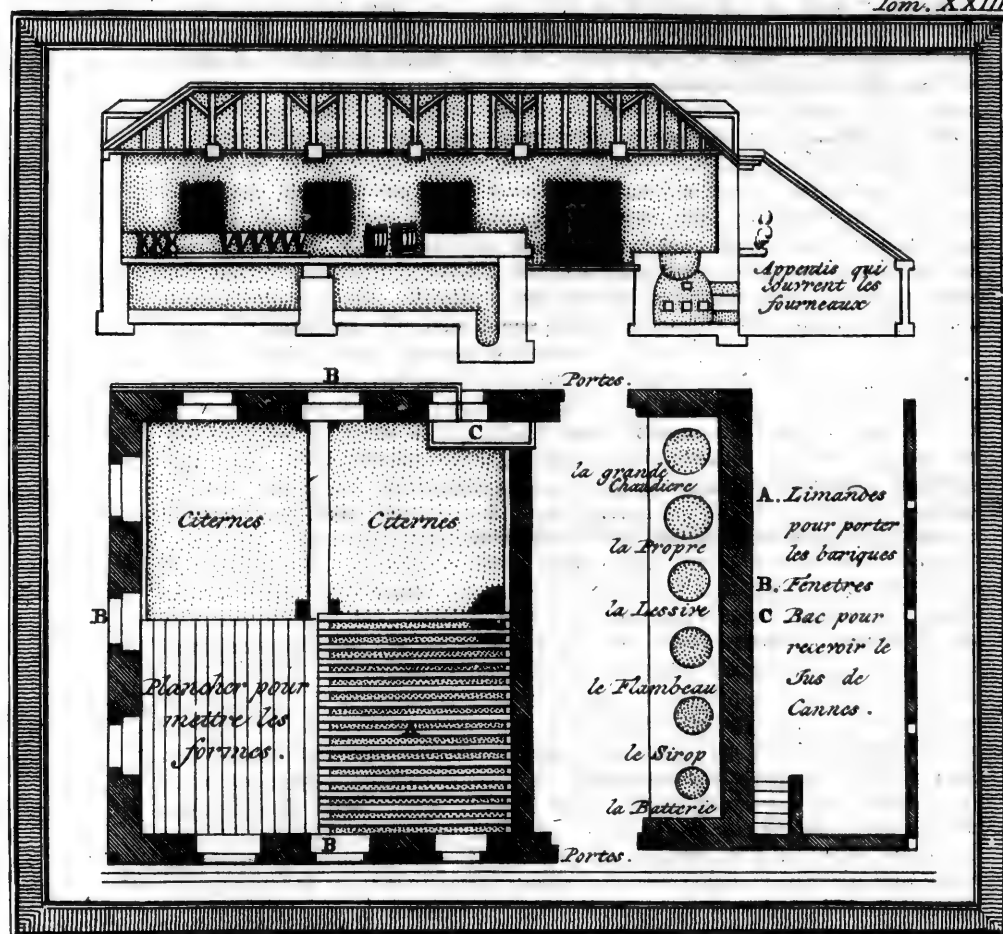 Tom. XXIII
Appentis qui
couvrent les
fourneaux
B
Portes.
C
la grande
Chaudiere
Citernes
Citernes
la Propre
la Lessive
B
le Flambeau
Plancher pour
mettre les
formes.
A
le Sirop
la Batterie
B
Portes.
A. Limandes
pour porter
les bariques
B. Fenetres
C Bac pour
recevoir le
Jus de
Cannes.